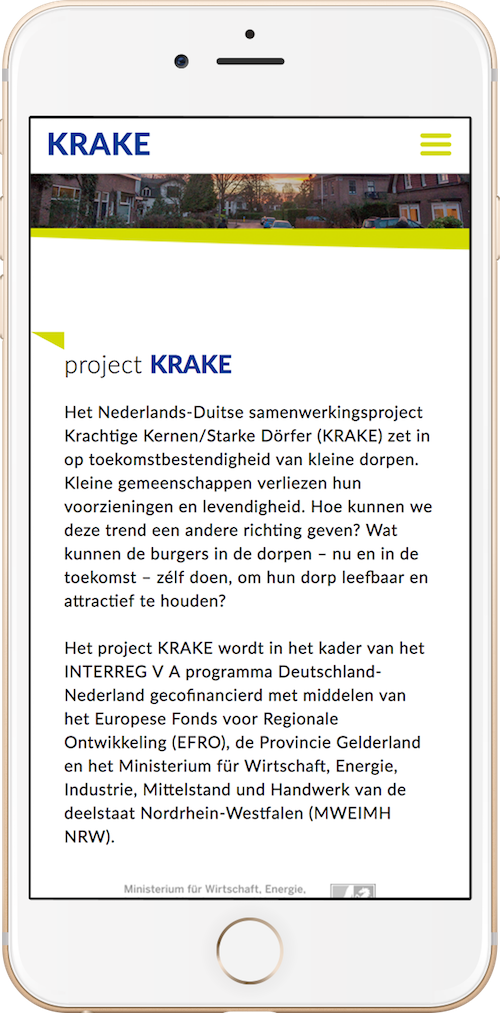 KRAKE
project KRAKE
Het Nederlands-Duitse samenwerkingsproject
Krachtige Kernen/Starke Dörfer (KRAKE) zet in
op toekomstbestendigheid van kleine dorpen.
Kleine gemeenschappen verliezen hun
voorzieningen en levendigheid. Hoe kunnen we
deze trend een andere richting geven? Wat
kunnen de burgers in de dorpen – nu en in de
toekomst – zélf doen, om hun dorp leefbaar en
attractief te houden?
Het project KRAKE wordt in het kader van het
INTERREG V A programma Deutschland-
Nederland gecofinancierd met middelen van
het Europese Fonds voor Regionale
Ontwikkeling (EFRO), de Provincie Gelderland
en het Ministerium für Wirtschaft, Energie,
Industrie, Mittelstand und Handwerk van de
deelstaat Nordrhein-Westfalen (MWEIMH
NRW).
Ministerium für Wirtschaft, Energie,